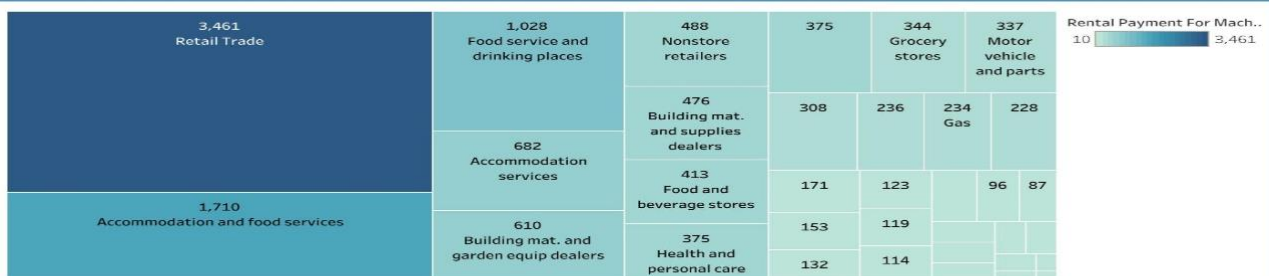 3,461
Retail Trade
1,710
Accommodation and food services
1,028
Food service and
drinking places
682
Accommodation
services
610
Building mat. and
garden equip dealers
488
Nonstore
retailers
476
Building mat.
and supplies
dealers
413
Food and
beverage stores
375
Health and
personal care
375
344
Grocery
stores
337
Motor
vehicle
and parts
308
236
234
Gas
228
171
153
132
123
119
114
96
87
Rental Payment For Mach..
10
3,461